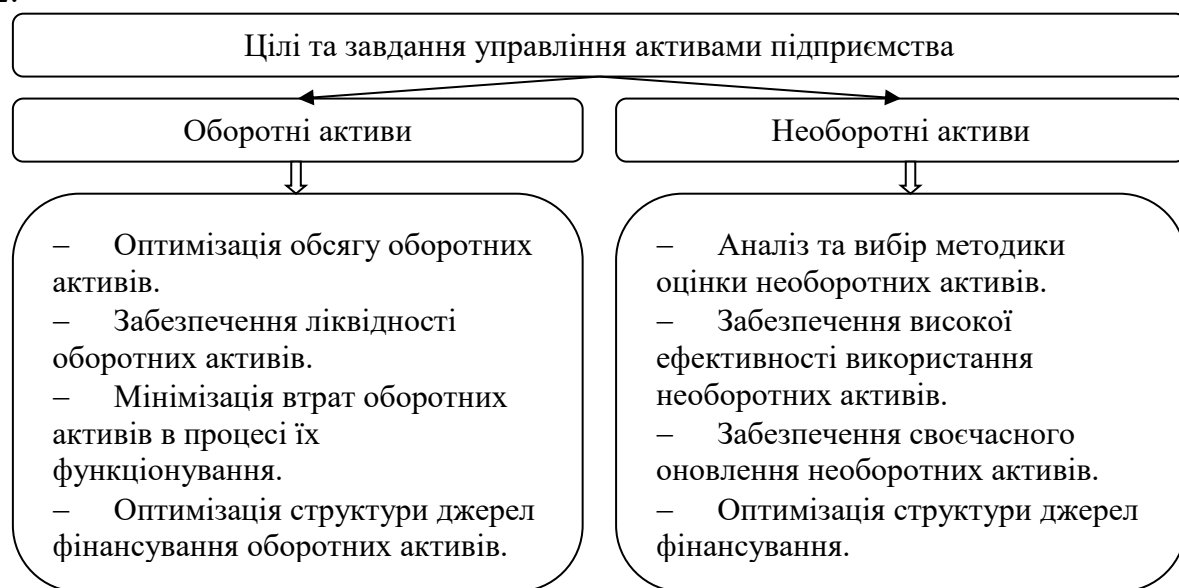 Цілі та завдання управління активами підприємства
Оборотні активи
Необоротні активи
– Оптимізація обсягу оборотних
активів.
– Забезпечення ліквідності
оборотних активів.
– Мінімізація втрат оборотних
активів в процесі їх
функціонування.
– Оптимізація структури джерел
фінансування оборотних активів.
– Аналіз та вибір методики
оцінки необоротних активів.
– Забезпечення високої
ефективності використання
необоротних активів.
– Забезпечення своєчасного
оновлення необоротних активів.
– Оптимізація структури джерел
фінансування.